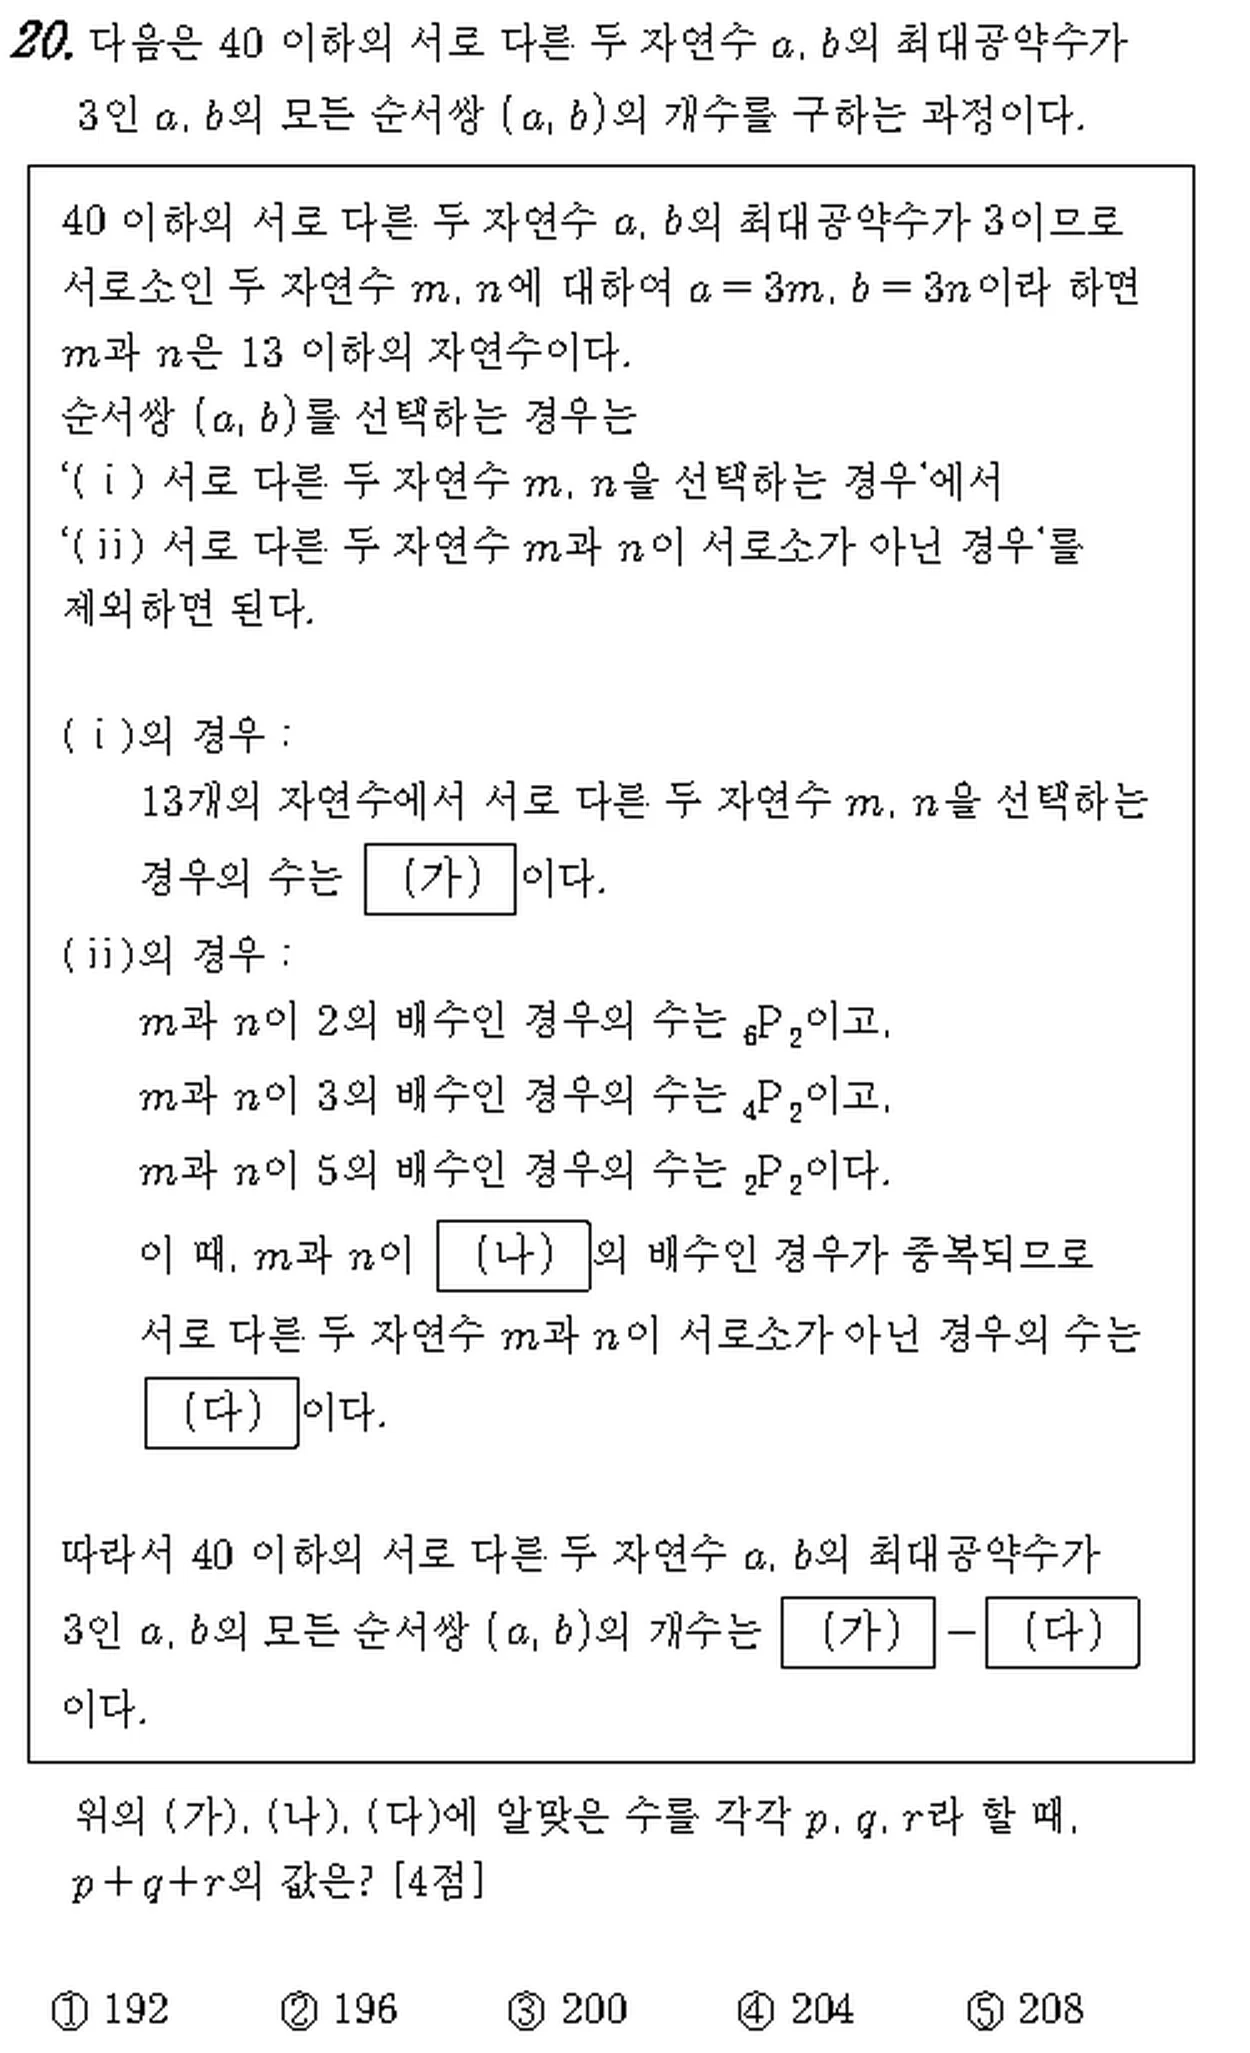 20. 다음은 40 이하의 서로 다른 두 자연수 a, b의 최대공약수가
3인 a, b의 모든 순서쌍 (a, b)의 개수를 구하는 과정이다.
40 이하의 서로 다른 두 자연수 a, b의 최대공약수가 3이므로
서로소인 두 자연수 m, n에 대하여 a = 3m, b = 3n이라 하면
m과 n은 13 이하의 자연수이다.
순서쌍 (a, b)를 선택하는 경우는
‘(ⅰ) 서로 다른 두 자연수 m, n을 선택하는 경우‘에서
‘(ⅱ) 서로 다른 두 자연수 m과 n이 서로소가 아닌 경우‘를
제외하면 된다.
(ⅰ)의 경우 :
13개의 자연수에서 서로 다른 두 자연수 m, n을 선택하는
경우의 수는 (가) 이다.
(ⅱ)의 경우 :
m과 n이 2의 배수인 경우의 수는 ₆P₂이고,
m과 n이 3의 배수인 경우의 수는 ₄P₂이고,
m과 n이 5의 배수인 경우의 수는 ₂P₂이다.
이 때, m과 n이 (나) 의 배수인 경우가 중복되므로
서로 다른 두 자연수 m과 n이 서로소가 아닌 경우의 수는
(다) 이다.
따라서 40 이하의 서로 다른 두 자연수 a, b의 최대공약수가
3인 a, b의 모든 순서쌍 (a, b)의 개수는 (가) − (다)
이다.
위의 (가), (나), (다)에 알맞은 수를 각각 p, q, r라 할 때,
p+q+r의 값은? [4점]
① 192 ② 196 ③ 200 ④ 204 ⑤ 208